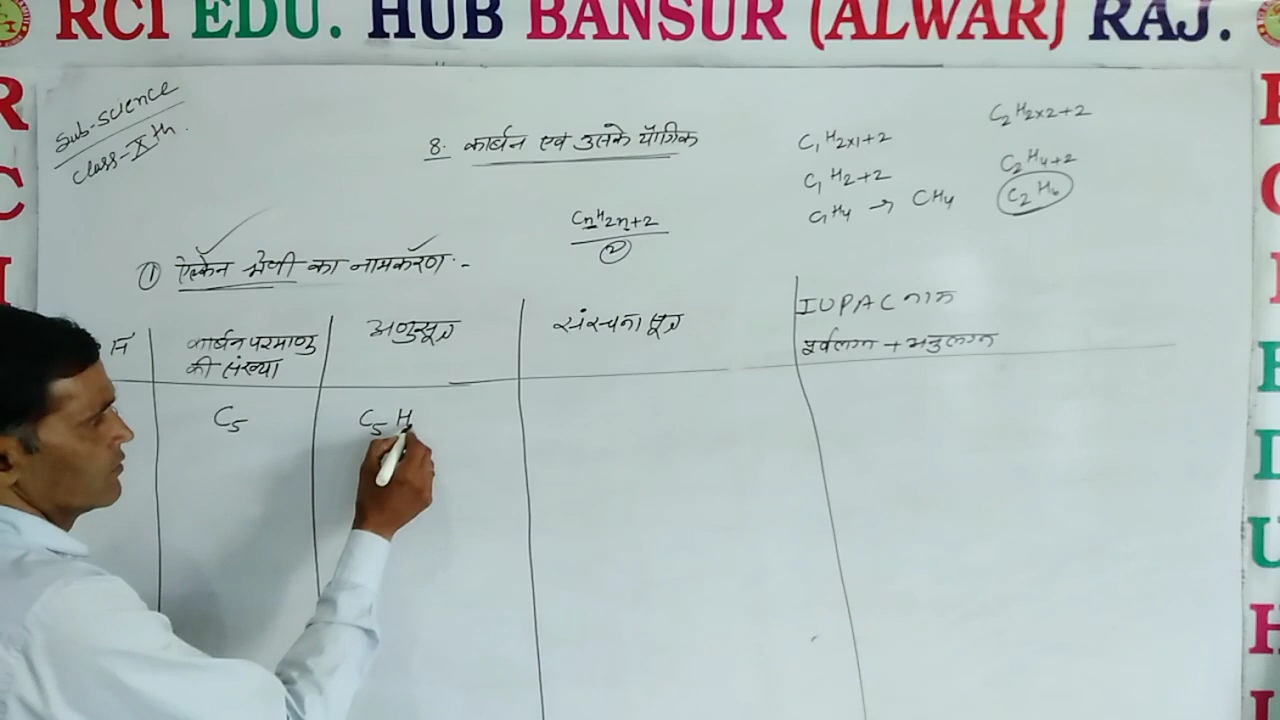 RCI EDU. HUB BANSUR (ALWAR) RAJ.
Sub-Science
Class-Xth.
8. कार्बन एवं उसके यौगिक
C₁H₂ₓ₁+2
C₁H₂+2
C₁H₄ → CH₄
C₂H₂ₓ₂+2
C₂H₄+2
C₂H₆
CnH2n+2
① ऐल्केन श्रेणी का नामकरण :-
कार्बन परमाणु
की संख्या
अणुसूत्र
संरचना सूत्र
IUPAC नाम
पूर्वलग्न + अनुलग्न
C₅
C₅H
R
C
I
E
D
U
H